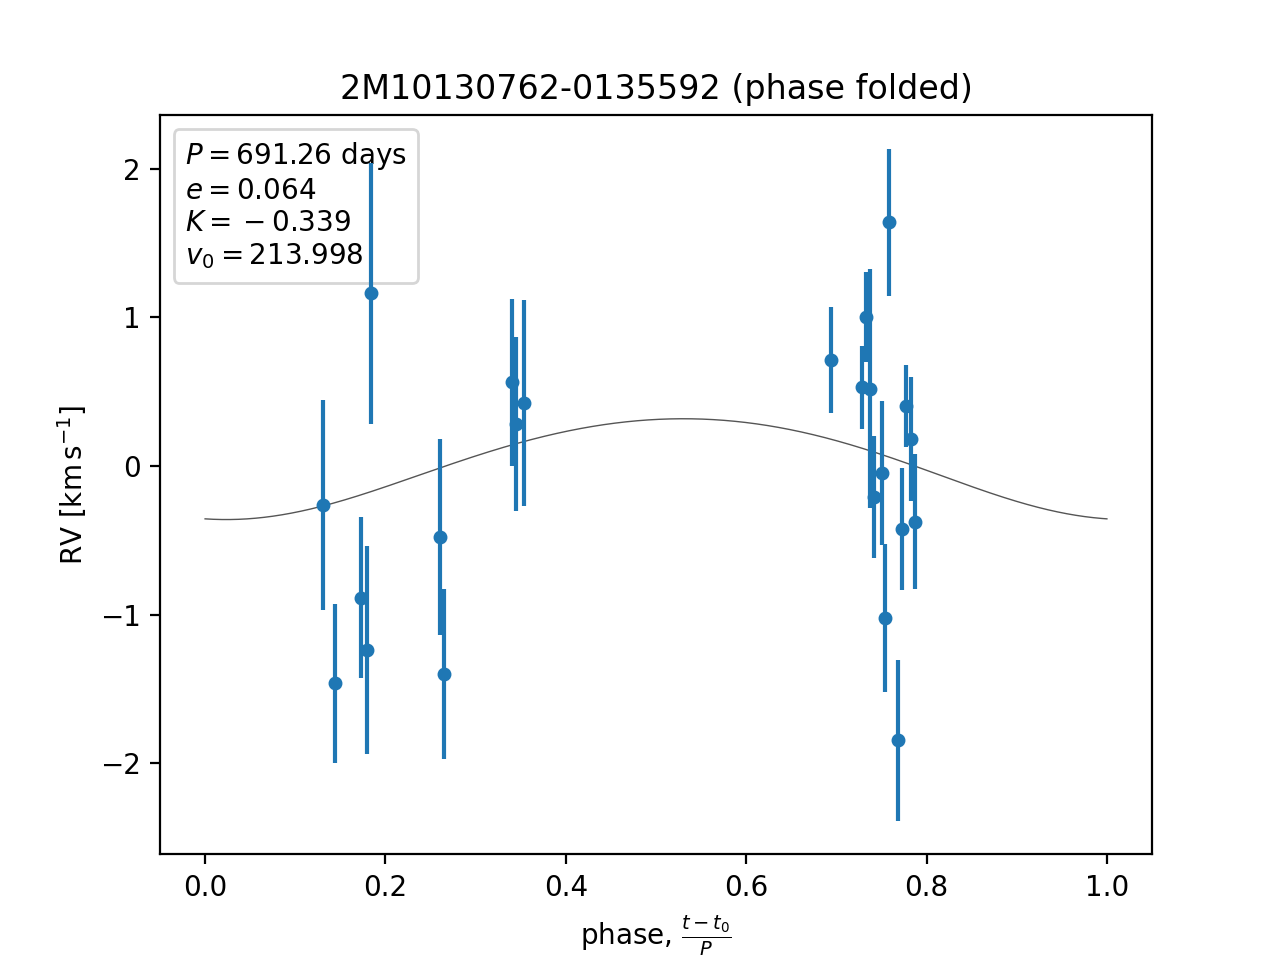 2M10130762-0135592 (phase folded)
P = 691.26 days
e = 0.064
K = −0.339
v₀ = 213.998
2
1
0
−1
−2
RV [km s⁻¹]
0.0 0.2 0.4 0.6 0.8 1.0
phase, (t − t₀)/P